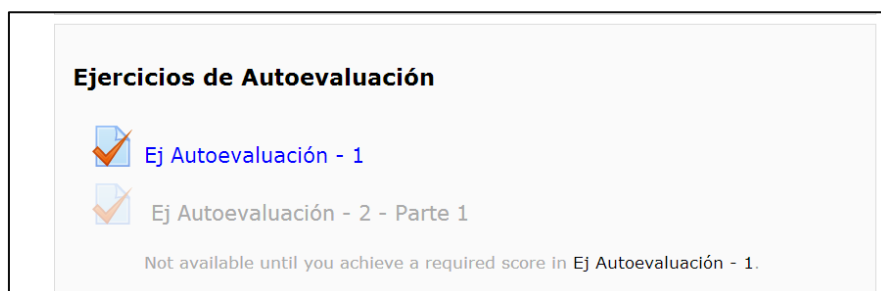 Ejercicios de Autoevaluación
Ej Autoevaluación - 1
Ej Autoevaluación - 2 - Parte 1
Not available until you achieve a required score in Ej Autoevaluación - 1.